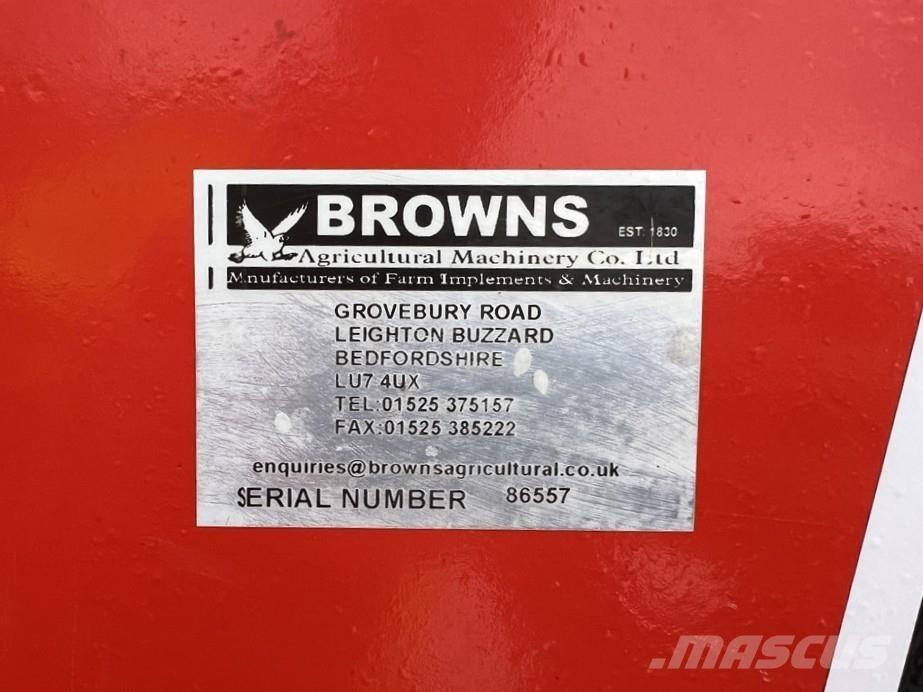 BROWNS
EST. 1830
Agricultural Machinery Co. Ltd
Manufacturers of Farm Implements & Machinery
GROVEBURY ROAD
LEIGHTON BUZZARD
BEDFORDSHIRE
LU7 4UX
TEL:01525 375157
FAX:01525 385222
enquiries@brownsagricultural.co.uk
SERIAL NUMBER 86557
MASCUS